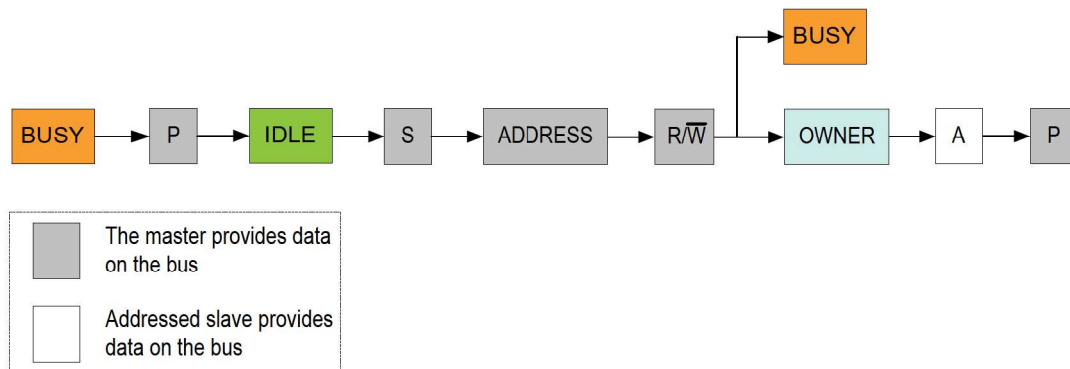 BUSY
BUSY
P
IDLE
S
ADDRESS
R/W̅
OWNER
A
P
The master provides data
on the bus
Addressed slave provides
data on the bus